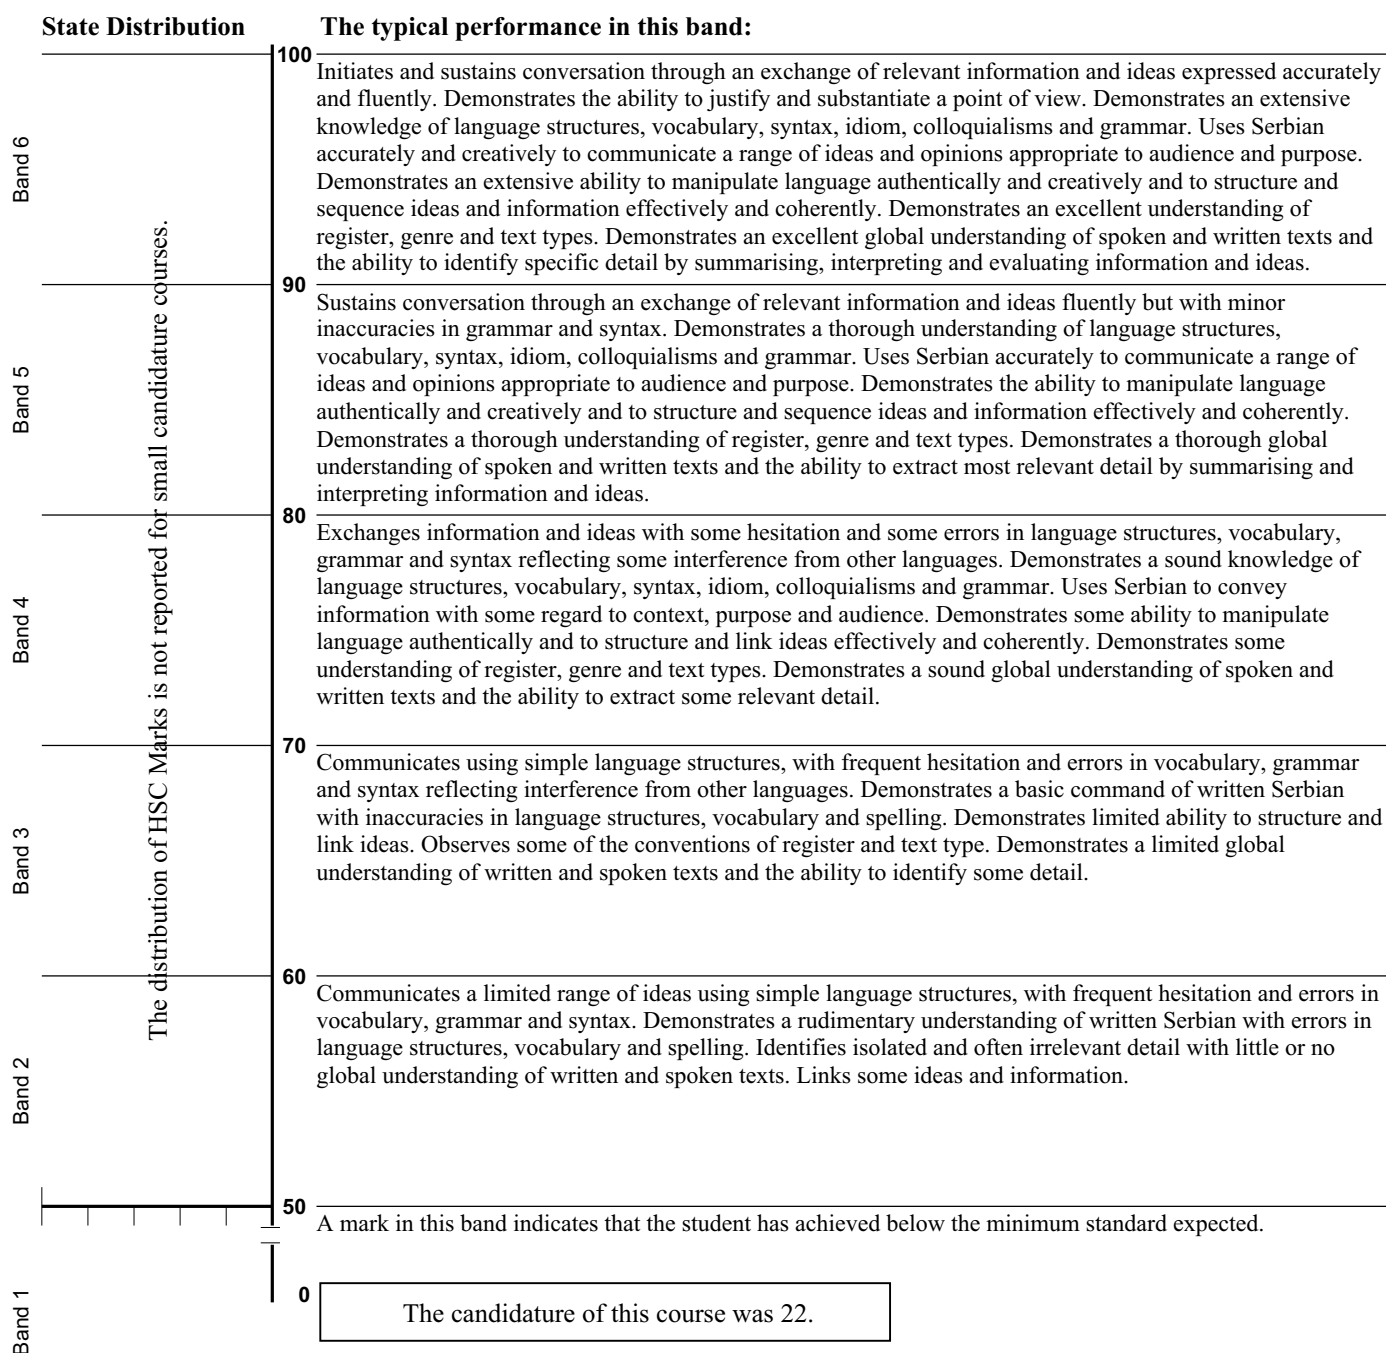 State Distribution
The typical performance in this band:
100
Initiates and sustains conversation through an exchange of relevant information and ideas expressed accurately
and fluently. Demonstrates the ability to justify and substantiate a point of view. Demonstrates an extensive
knowledge of language structures, vocabulary, syntax, idiom, colloquialisms and grammar. Uses Serbian
accurately and creatively to communicate a range of ideas and opinions appropriate to audience and purpose.
Demonstrates an extensive ability to manipulate language authentically and creatively and to structure and
sequence ideas and information effectively and coherently. Demonstrates an excellent understanding of
register, genre and text types. Demonstrates an excellent global understanding of spoken and written texts and
the ability to identify specific detail by summarising, interpreting and evaluating information and ideas.
Band 6
90
Sustains conversation through an exchange of relevant information and ideas fluently but with minor
inaccuracies in grammar and syntax. Demonstrates a thorough understanding of language structures,
vocabulary, syntax, idiom, colloquialisms and grammar. Uses Serbian accurately to communicate a range of
ideas and opinions appropriate to audience and purpose. Demonstrates the ability to manipulate language
authentically and creatively and to structure and sequence ideas and information effectively and coherently.
Demonstrates a thorough understanding of register, genre and text types. Demonstrates a thorough global
understanding of spoken and written texts and the ability to extract most relevant detail by summarising and
interpreting information and ideas.
Band 5
80
Exchanges information and ideas with some hesitation and some errors in language structures, vocabulary,
grammar and syntax reflecting some interference from other languages. Demonstrates a sound knowledge of
language structures, vocabulary, syntax, idiom, colloquialisms and grammar. Uses Serbian to convey
information with some regard to context, purpose and audience. Demonstrates some ability to manipulate
language authentically and to structure and link ideas effectively and coherently. Demonstrates some
understanding of register, genre and text types. Demonstrates a sound global understanding of spoken and
written texts and the ability to extract some relevant detail.
Band 4
The distribution of HSC Marks is not reported for small candidature courses.
70
Communicates using simple language structures, with frequent hesitation and errors in vocabulary, grammar
and syntax reflecting interference from other languages. Demonstrates a basic command of written Serbian
with inaccuracies in language structures, vocabulary and spelling. Demonstrates limited ability to structure and
link ideas. Observes some of the conventions of register and text type. Demonstrates a limited global
understanding of written and spoken texts and the ability to identify some detail.
Band 3
60
Communicates a limited range of ideas using simple language structures, with frequent hesitation and errors in
vocabulary, grammar and syntax. Demonstrates a rudimentary understanding of written Serbian with errors in
language structures, vocabulary and spelling. Identifies isolated and often irrelevant detail with little or no
global understanding of written and spoken texts. Links some ideas and information.
Band 2
50
A mark in this band indicates that the student has achieved below the minimum standard expected.
0
Band 1
The candidature of this course was 22.